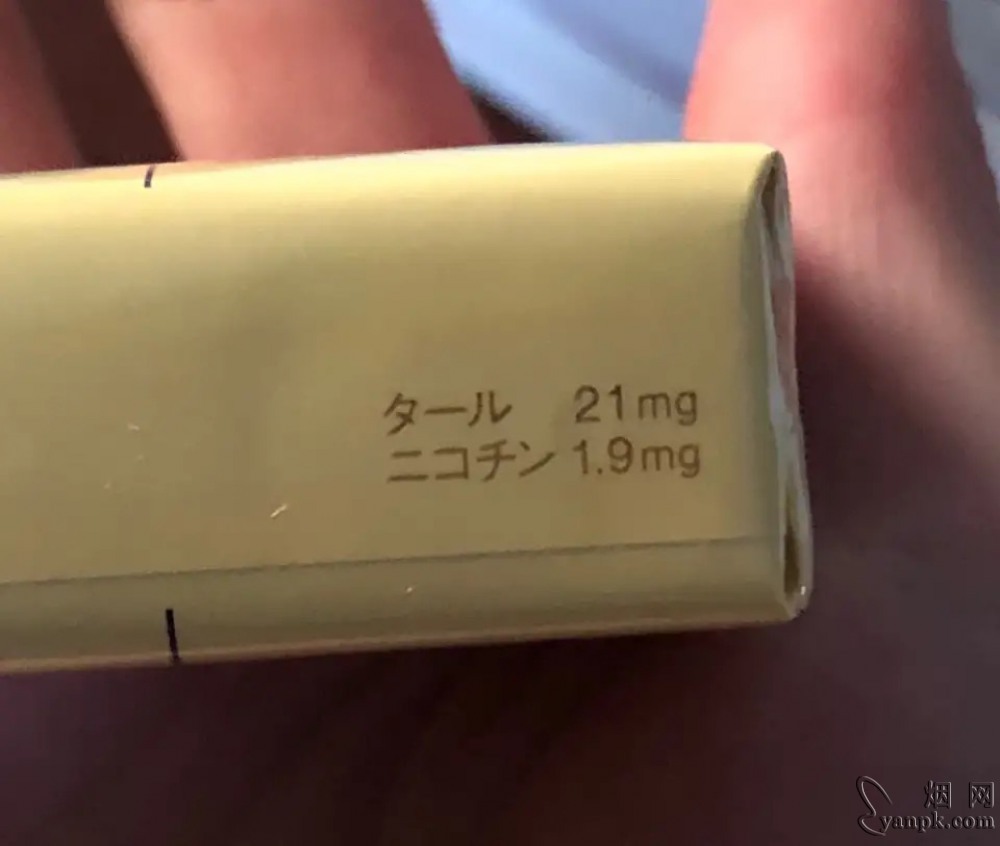 タール 21mg
ニコチン 1.9mg
烟网
yanpk.com